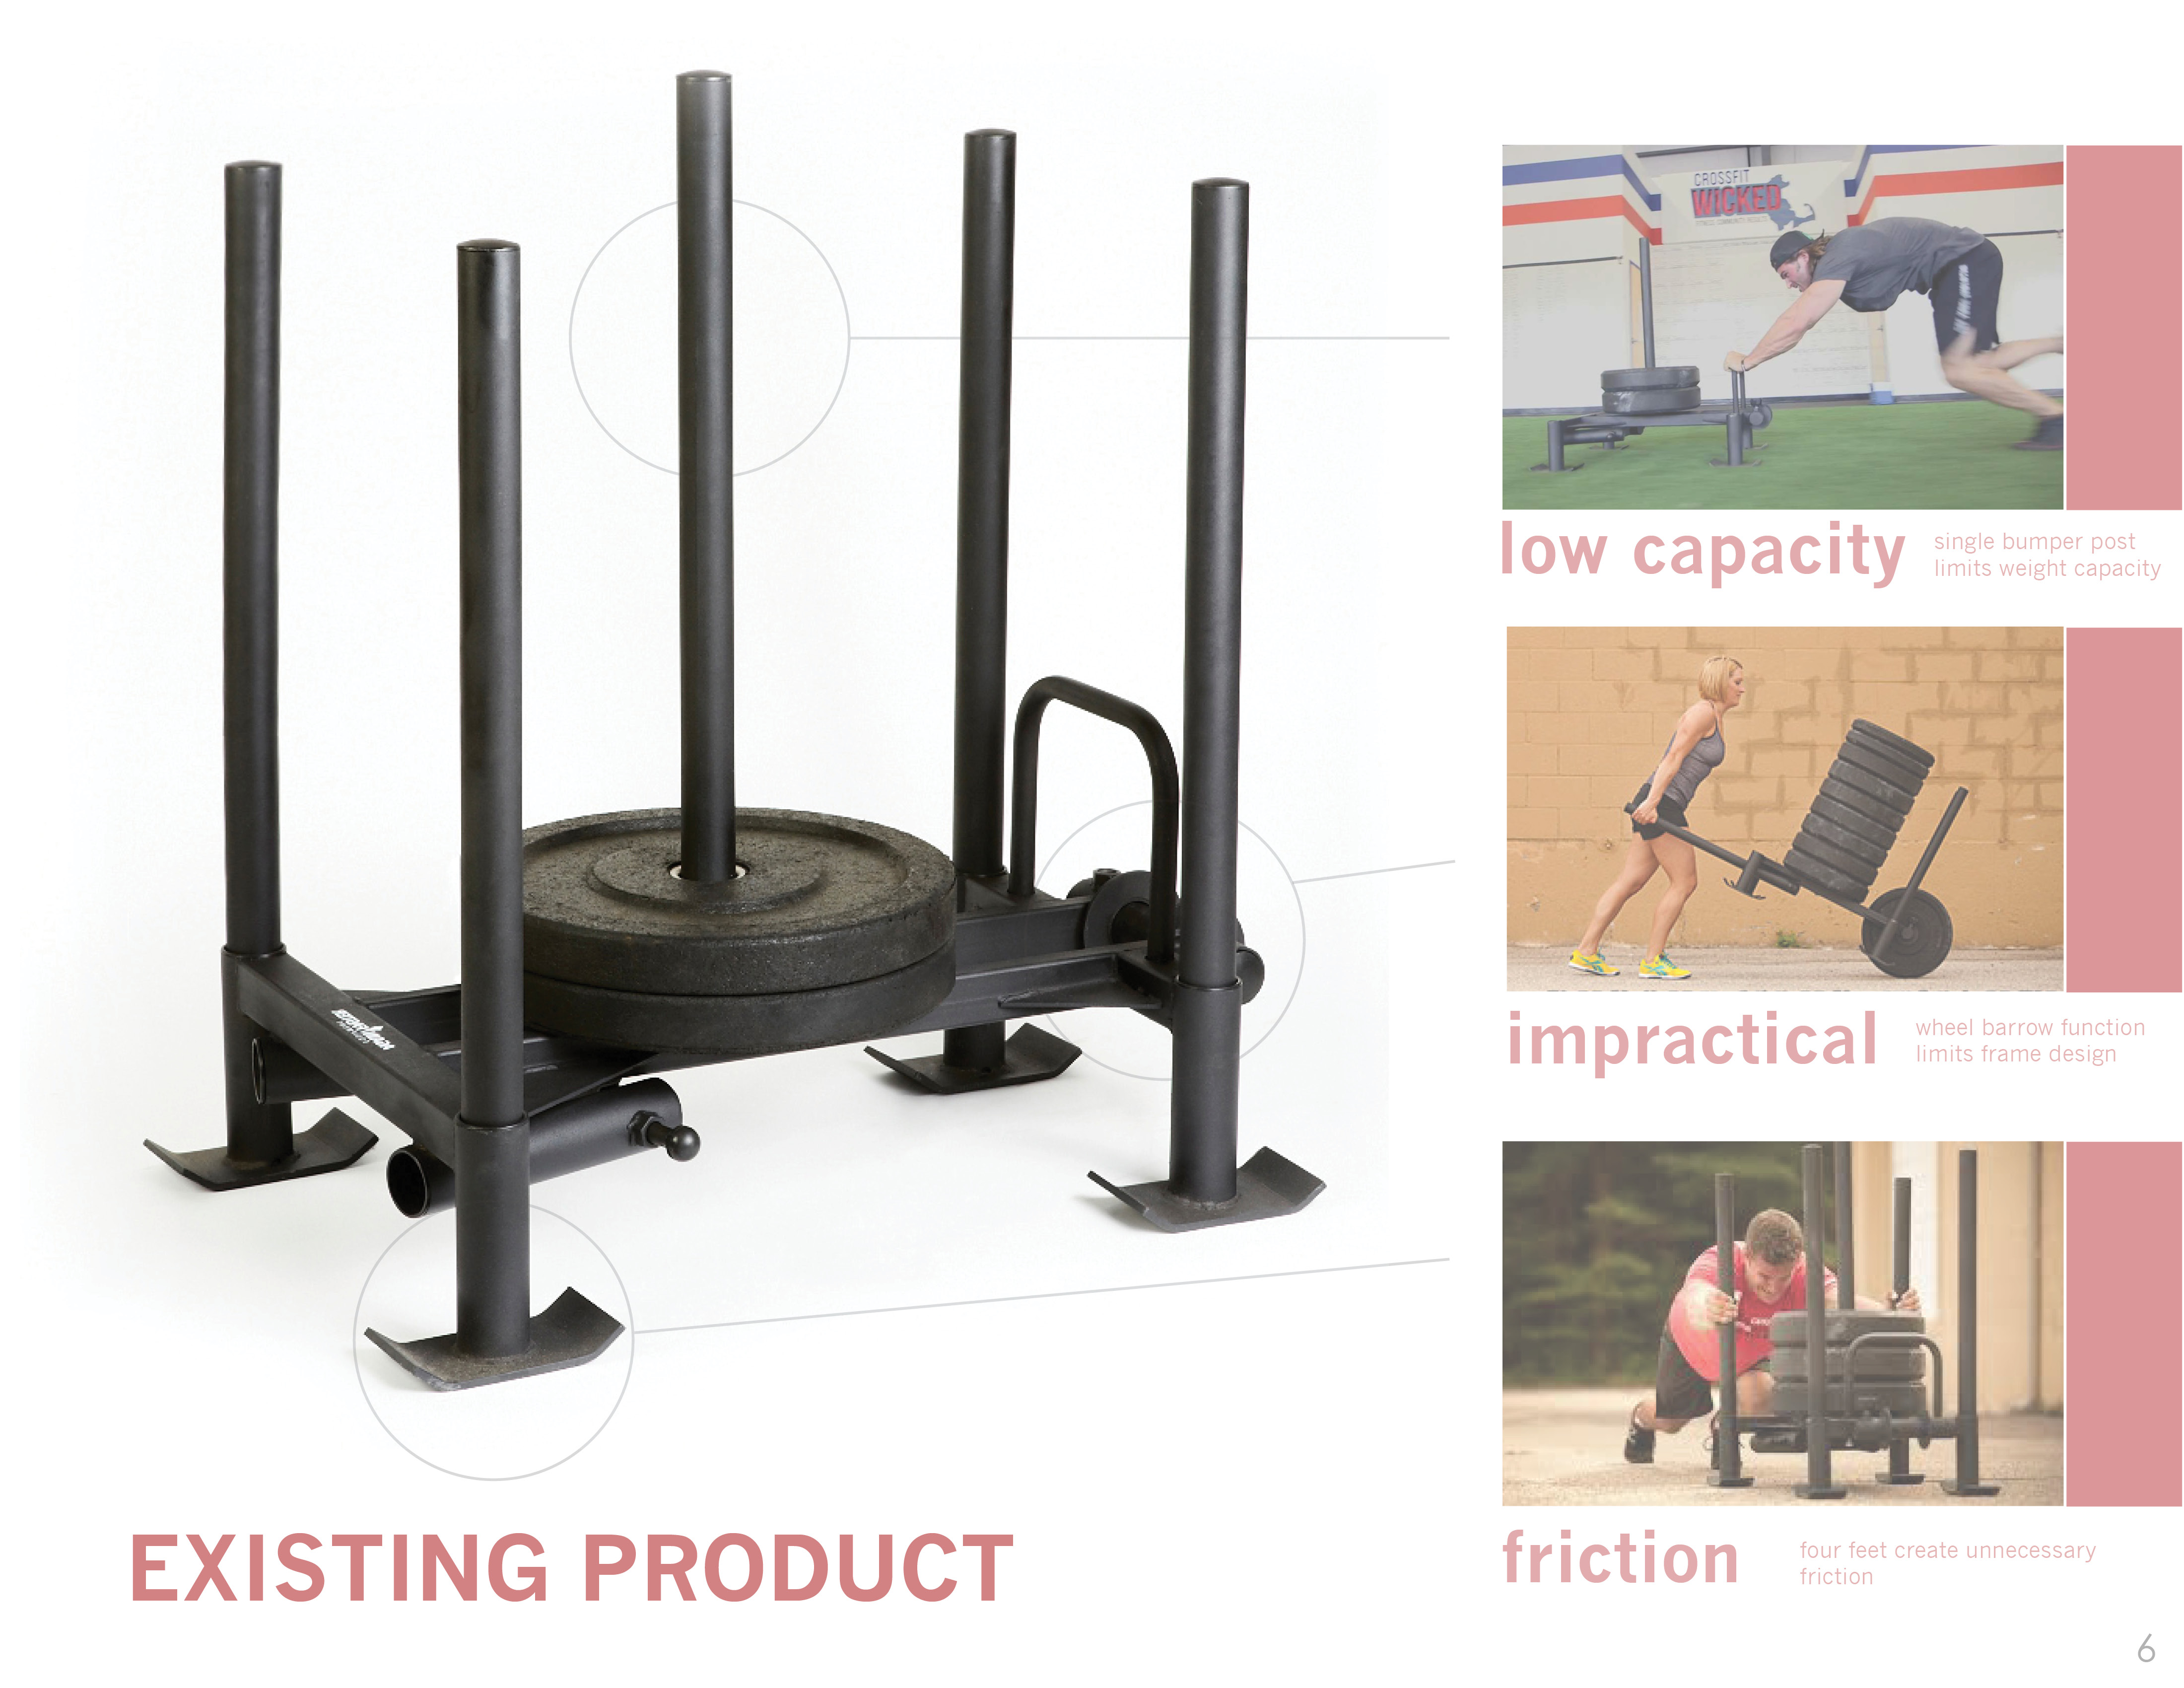 CROSSFIT
WICKED
low capacity
single bumper post
limits weight capacity
impractical
wheel barrow function
limits frame design
friction
four feet create unnecessary
friction
EXISTING PRODUCT
6